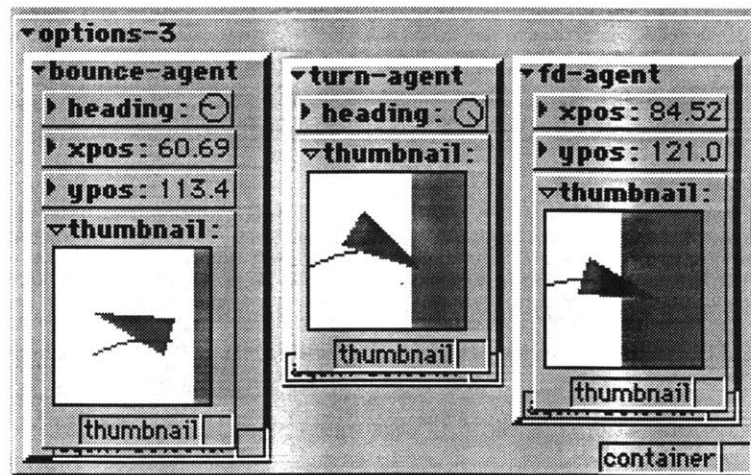 options-3
bounce-agent
heading:
xpos: 60.69
ypos: 113.4
thumbnail:
thumbnail
turn-agent
heading:
thumbnail:
thumbnail
fd-agent
xpos: 84.52
ypos: 121.0
thumbnail:
thumbnail
container